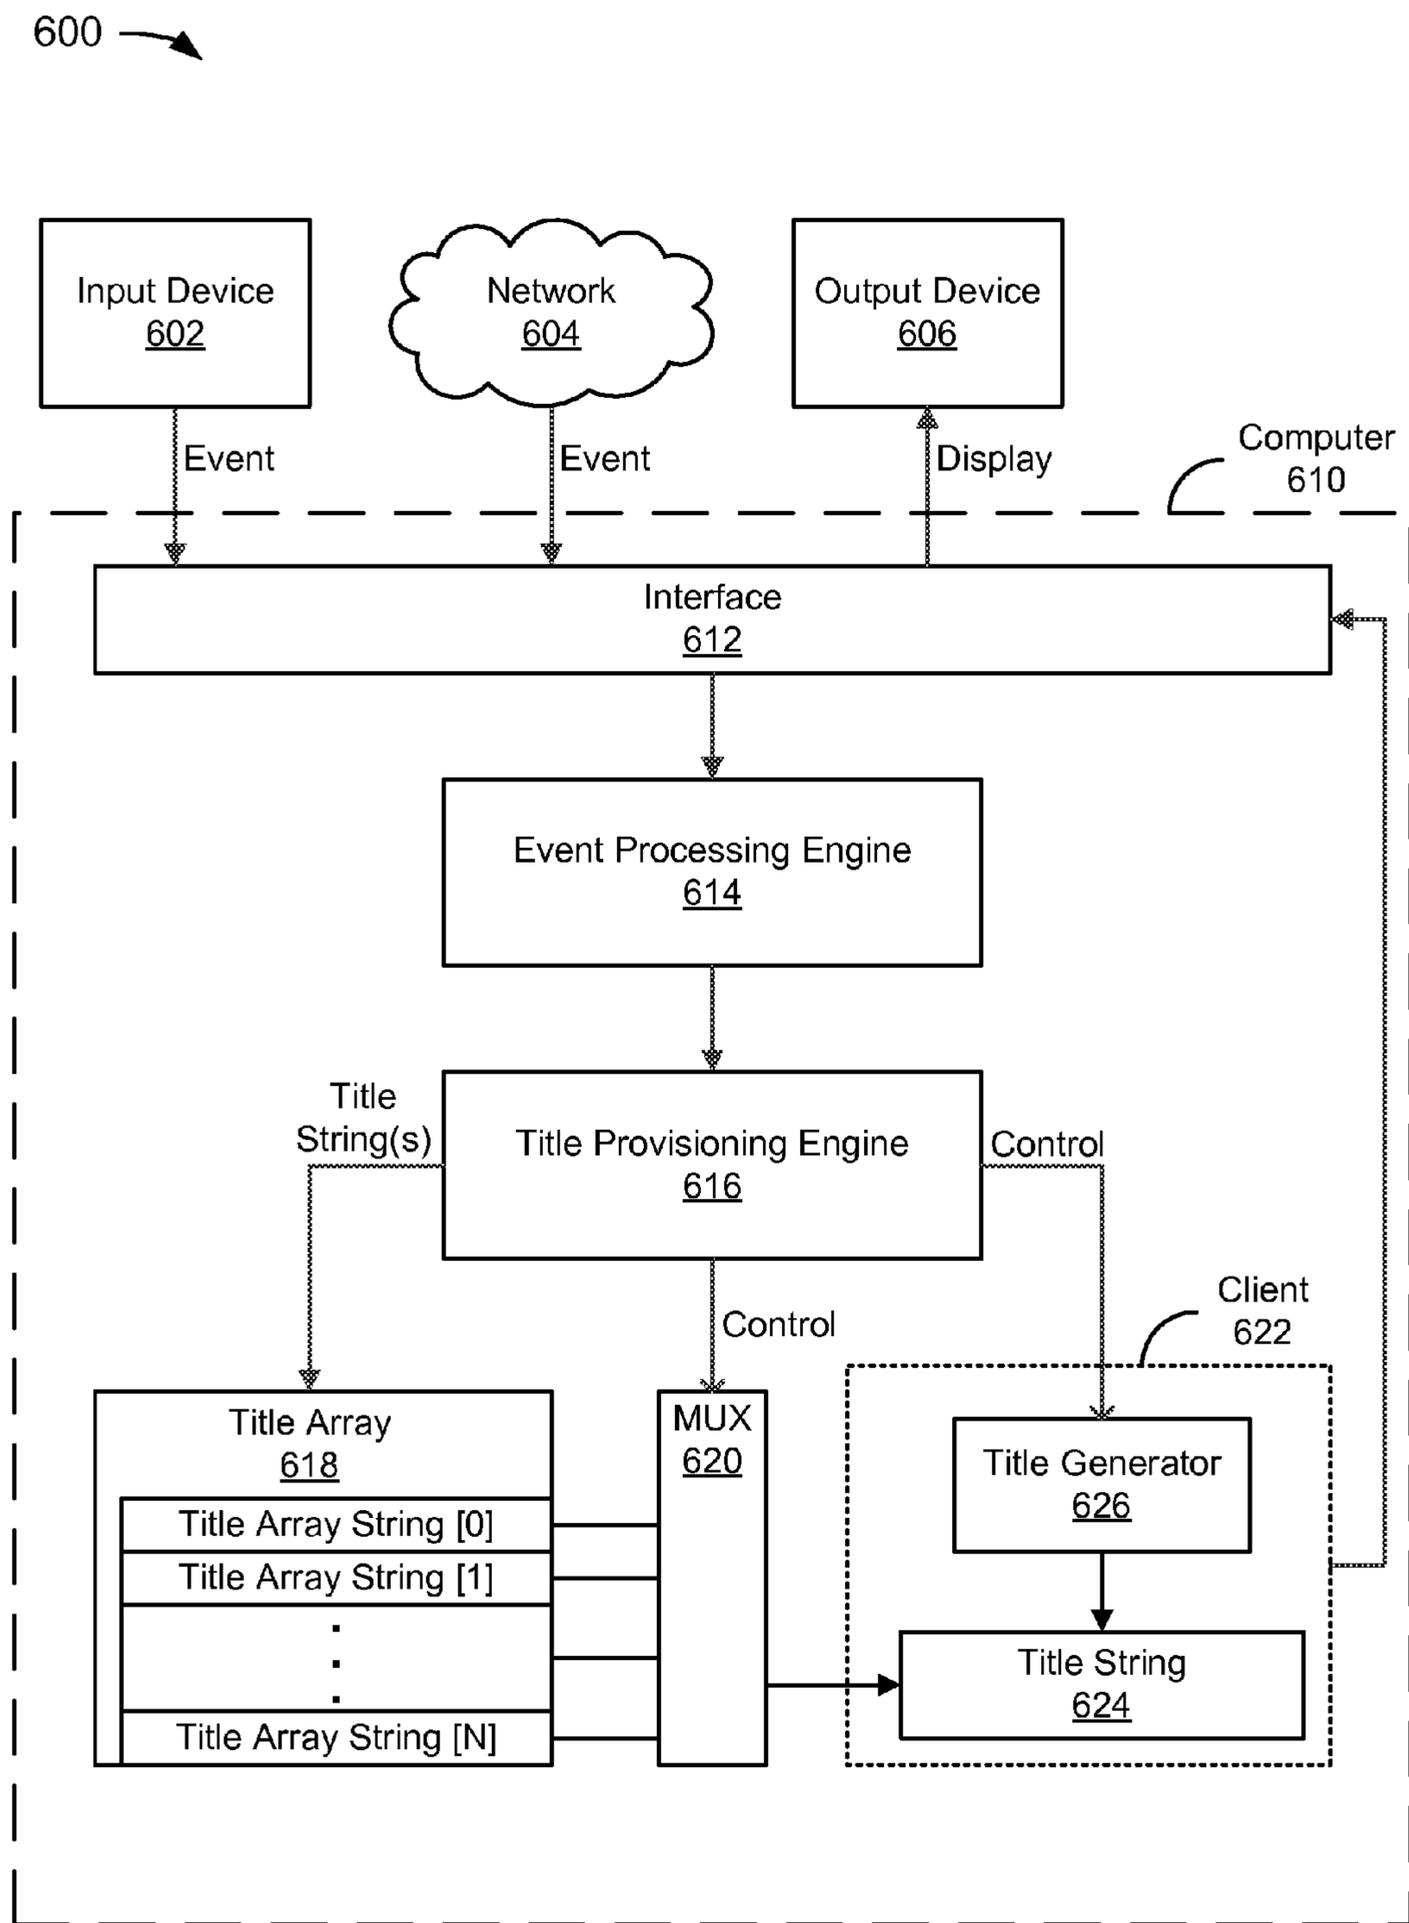 600
Input Device
602
Network
604
Output Device
606
Event
Event
Display
Computer
610
Interface
612
Event Processing Engine
614
Title
String(s)
Title Provisioning Engine
616
Control
Control
Client
622
Title Array
618
Title Array String [0]
Title Array String [1]
Title Array String [N]
MUX
620
Title Generator
626
Title String
624